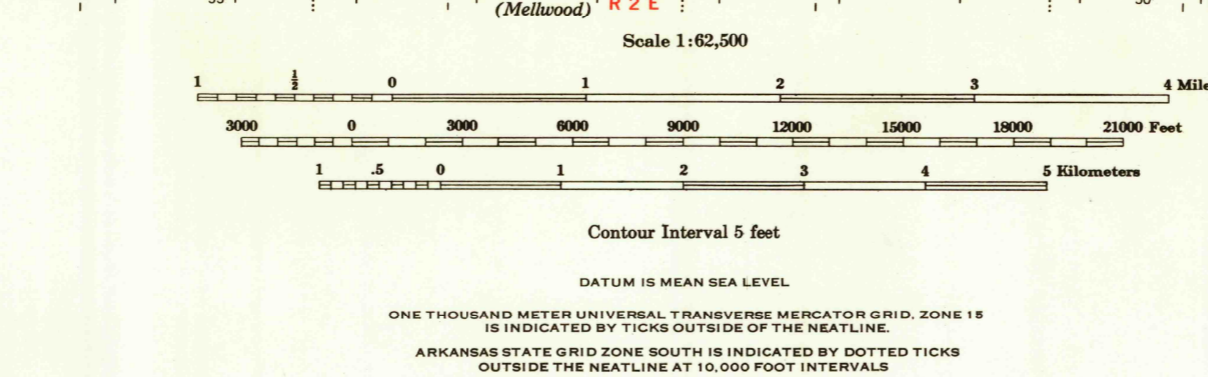 (Mellwood) R 2 E
Scale 1:62,500
1 ½ 0 1 2 3 4 Mile
3000 0 3000 6000 9000 12000 15000 18000 21000 Feet
1 .5 0 1 2 3 4 5 Kilometers
Contour Interval 5 feet
DATUM IS MEAN SEA LEVEL
ONE THOUSAND METER UNIVERSAL TRANSVERSE MERCATOR GRID, ZONE 15
IS INDICATED BY TICKS OUTSIDE OF THE NEATLINE.
ARKANSAS STATE GRID ZONE SOUTH IS INDICATED BY DOTTED TICKS
OUTSIDE THE NEATLINE AT 10,000 FOOT INTERVALS